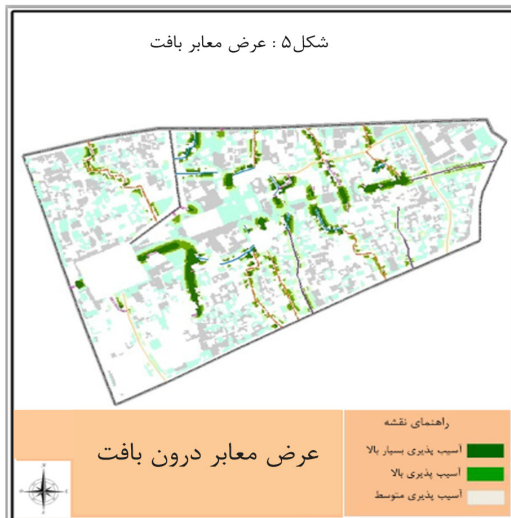 شکل۵ : عرض معابر بافت
عرض معابر درون بافت
راهنمای نقشه
آسیب پذیری بسیار بالا
آسیب پذیری بالا
آسیب پذیری متوسط